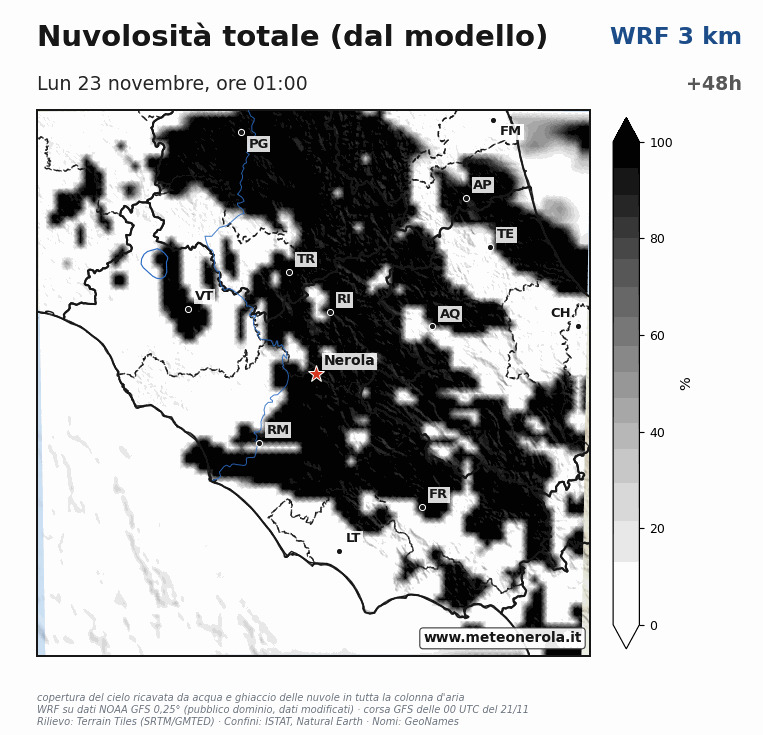 Nuvolosità totale (dal modello)
WRF 3 km
Lun 23 novembre, ore 01:00
+48h
FM
PG
AP
TE
TR
VT
RI
AQ
CH
Nerola
RM
FR
LT
www.meteonerola.it
100
80
60
40
20
0
%
copertura del cielo ricavata da acqua e ghiaccio delle nuvole in tutta la colonna d'aria
WRF su dati NOAA GFS 0,25° (pubblico dominio, dati modificati) · corsa GFS delle 00 UTC del 21/11
Rilievo: Terrain Tiles (SRTM/GMTED) · Confini: ISTAT, Natural Earth · Nomi: GeoNames